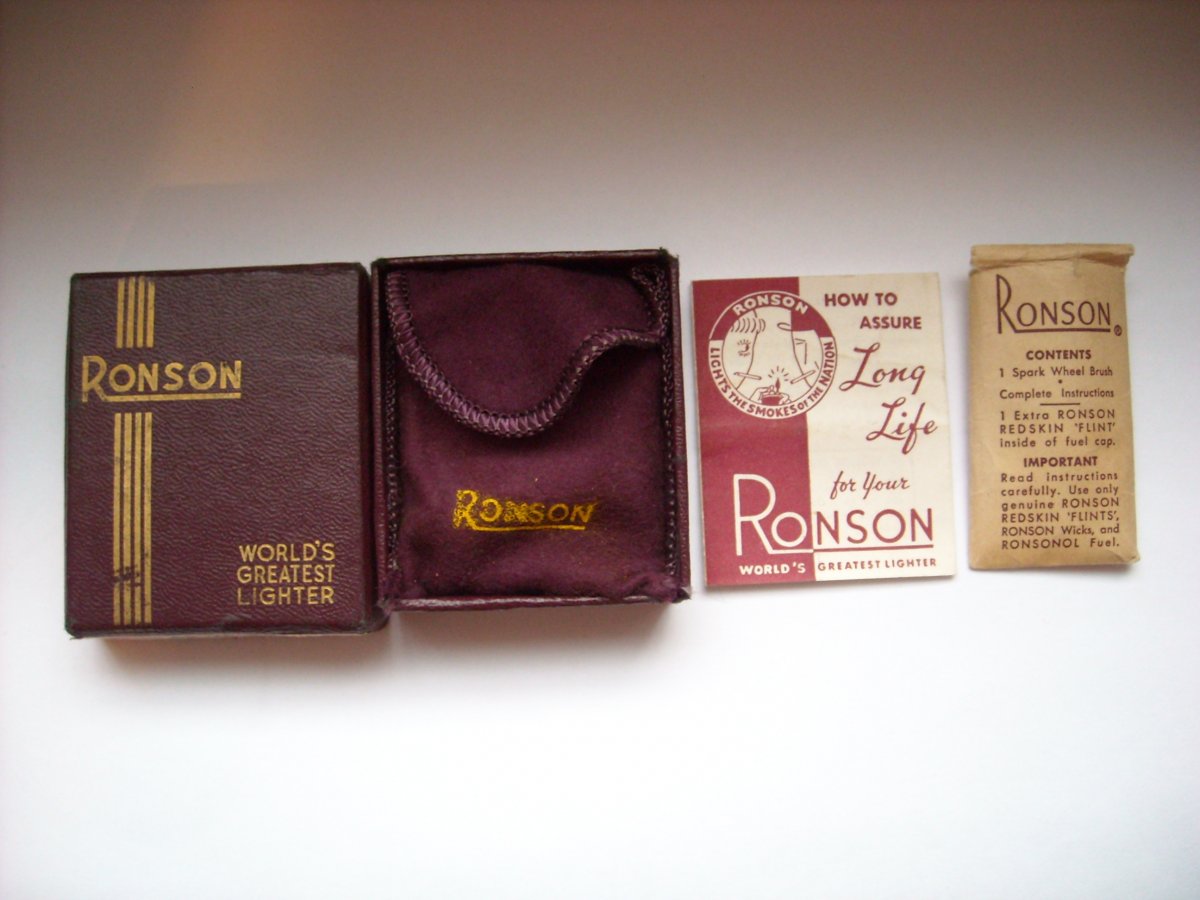 RONSON
WORLD'S
GREATEST
LIGHTER
RONSON
RONSON
LIGHTS THE SMOKES OF THE NATION
HOW TO
ASSURE
Long
Life
for Your
RONSON
WORLD'S GREATEST LIGHTER
RONSON®
CONTENTS
1 Spark Wheel Brush
•
Complete Instructions
1 Extra RONSON
REDSKIN 'FLINT'
inside of fuel cap.
IMPORTANT
Read instructions
carefully. Use only
genuine RONSON
REDSKIN 'FLINTS',
RONSON Wicks, and
RONSONOL Fuel.